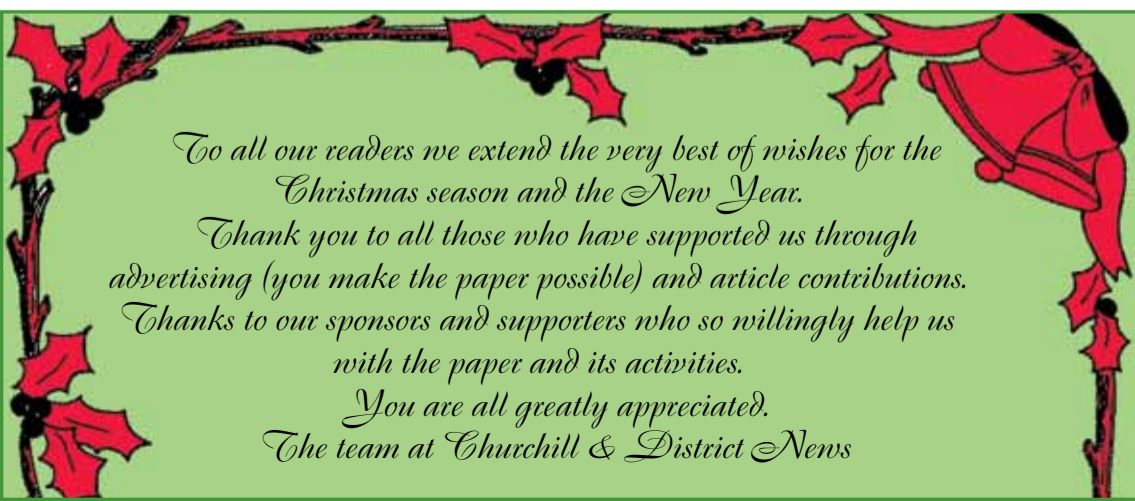 To all our readers we extend the very best of wishes for the
Christmas season and the New Year.
Thank you to all those who have supported us through
advertising (you make the paper possible) and article contributions.
Thanks to our sponsors and supporters who so willingly help us
with the paper and its activities.
You are all greatly appreciated.
The team at Churchill & District News